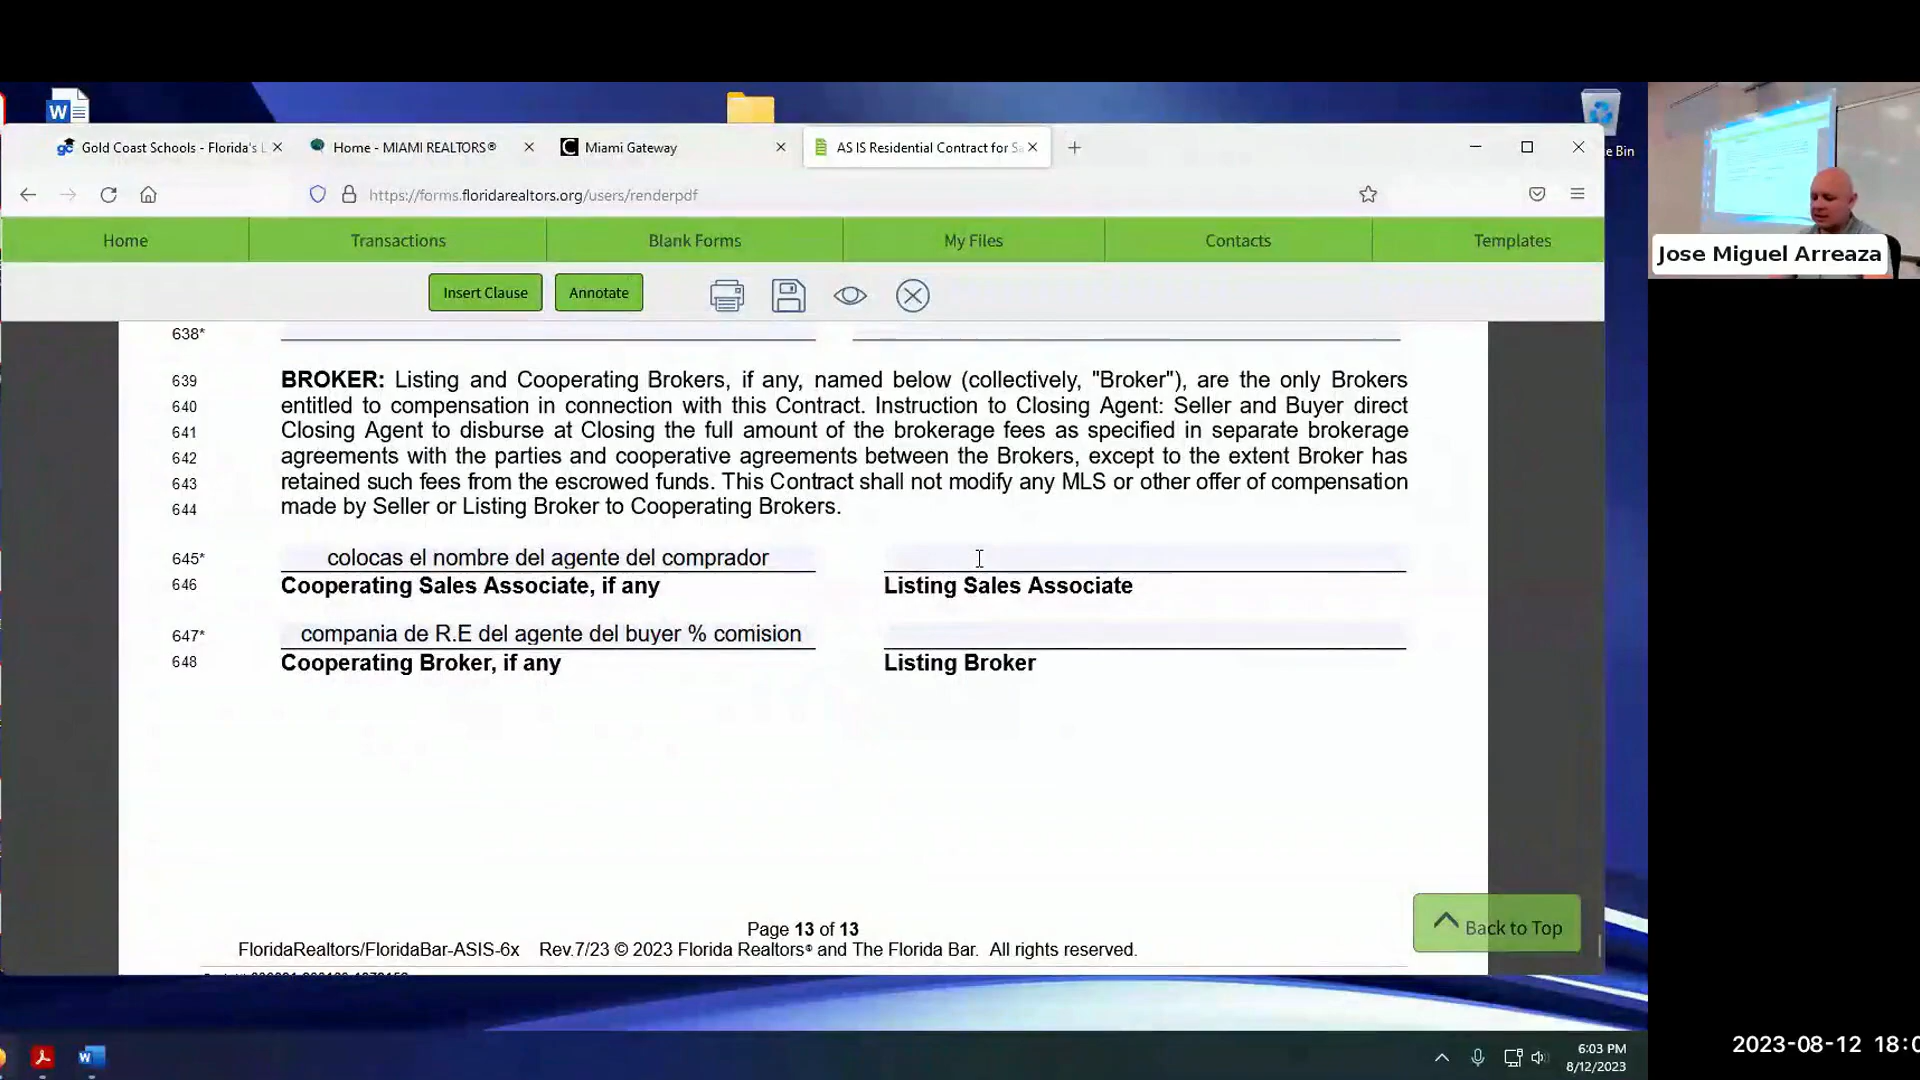 Gold Coast Schools - Florida's L
Home - MIAMI REALTORS®
Miami Gateway
AS IS Residential Contract for Sa
e Bin
https://forms.floridarealtors.org/users/renderpdf
Home
Transactions
Blank Forms
My Files
Contacts
Templates
Jose Miguel Arreaza
Insert Clause
Annotate
638*
639 BROKER: Listing and Cooperating Brokers, if any, named below (collectively, "Broker"), are the only Brokers
640 entitled to compensation in connection with this Contract. Instruction to Closing Agent: Seller and Buyer direct
641 Closing Agent to disburse at Closing the full amount of the brokerage fees as specified in separate brokerage
642 agreements with the parties and cooperative agreements between the Brokers, except to the extent Broker has
643 retained such fees from the escrowed funds. This Contract shall not modify any MLS or other offer of compensation
644 made by Seller or Listing Broker to Cooperating Brokers.
645* colocas el nombre del agente del comprador
646 Cooperating Sales Associate, if any Listing Sales Associate
647* compania de R.E del agente del buyer % comision
648 Cooperating Broker, if any Listing Broker
Back to Top
Page 13 of 13
FloridaRealtors/FloridaBar-ASIS-6x Rev.7/23 © 2023 Florida Realtors® and The Florida Bar. All rights reserved.
6:03 PM
8/12/2023
2023-08-12 18:0